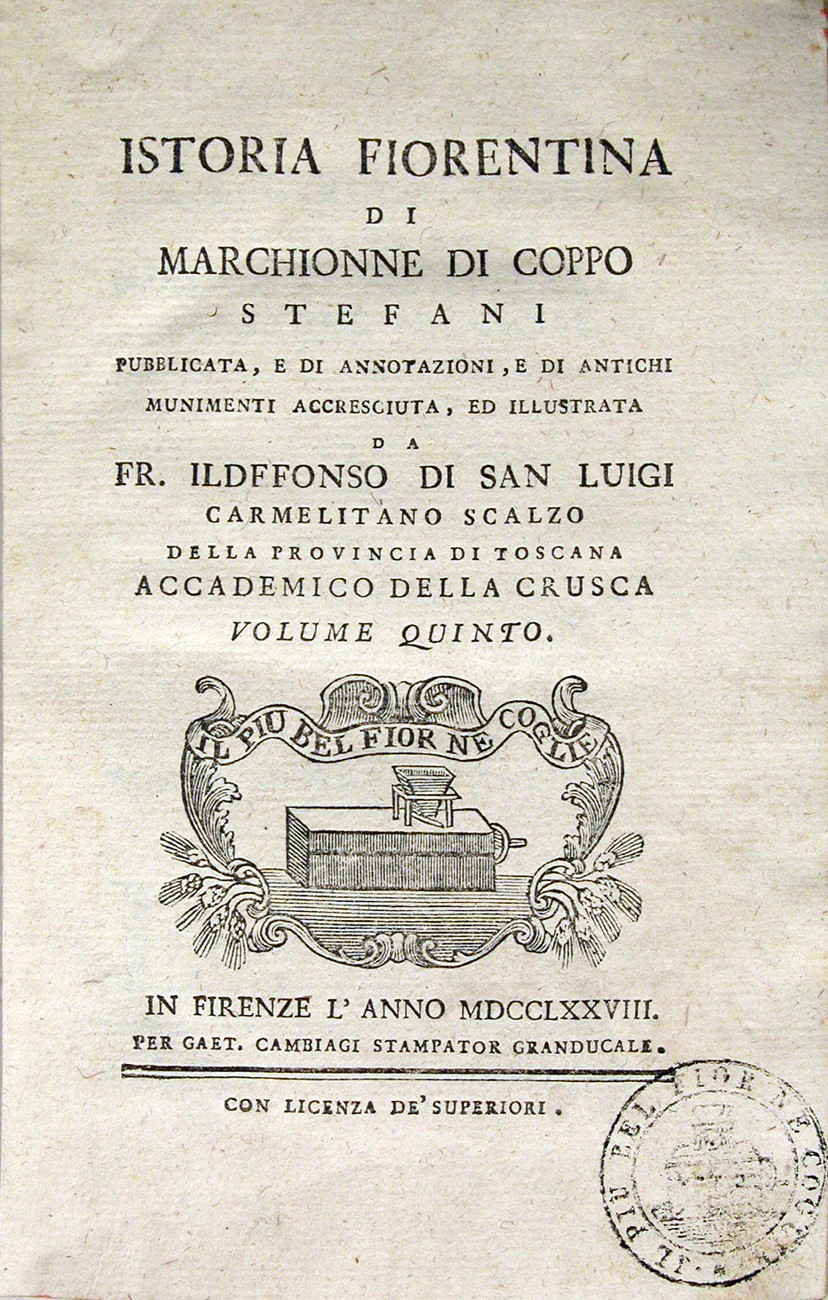 ISTORIA FIORENTINA
DI
MARCHIONNE DI COPPO
STEFANI
PUBBLICATA, E DI ANNOTAZIONI, E DI ANTICHI
MUNIMENTI ACCRESCIUTA, ED ILLUSTRATA
DA
FR. ILDFFONSO DI SAN LUIGI
CARMELITANO SCALZO
DELLA PROVINCIA DI TOSCANA
ACCADEMICO DELLA CRUSCA
VOLUME QUINTO.
IL PIU BEL FIOR NE COGLIE
IN FIRENZE L' ANNO MDCCLXXVIII.
PER GAET. CAMBIAGI STAMPATOR GRANDUCALE.
CON LICENZA DE' SUPERIORI.
IL PIÙ BEL FIOR NE COGLIE